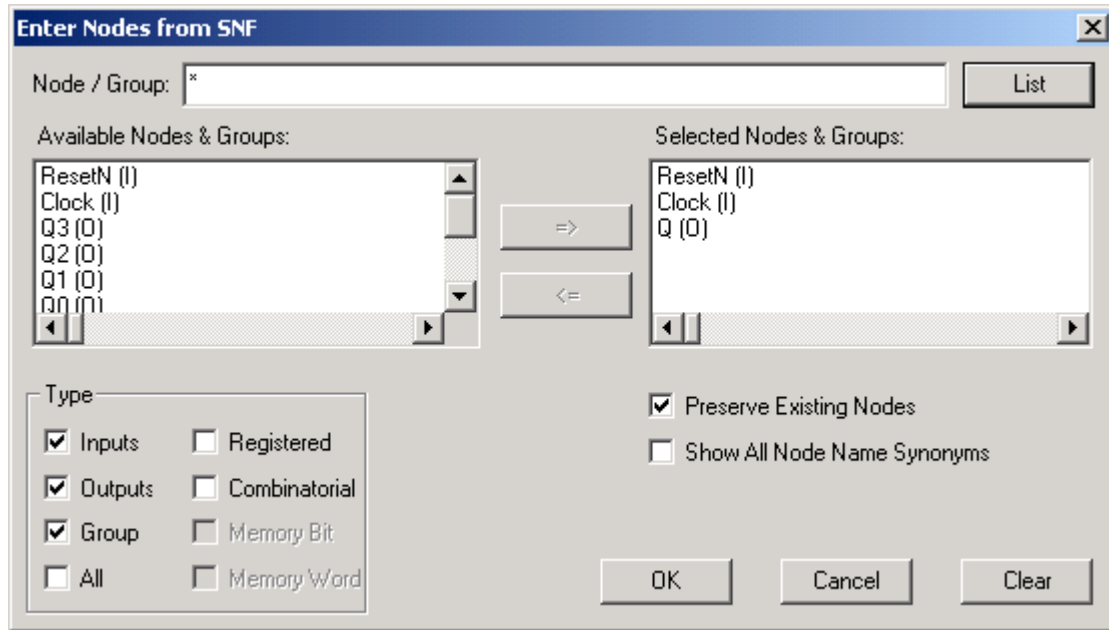 Enter Nodes from SNF
Node / Group: * List
Available Nodes & Groups:
ResetN (I)
Clock (I)
Q3 (O)
Q2 (O)
Q1 (O)
Q0 (O)
=>
<=
Selected Nodes & Groups:
ResetN (I)
Clock (I)
Q (O)
Type
Inputs Registered
Outputs Combinatorial
Group Memory Bit
All Memory Word
Preserve Existing Nodes
Show All Node Name Synonyms
OK Cancel Clear